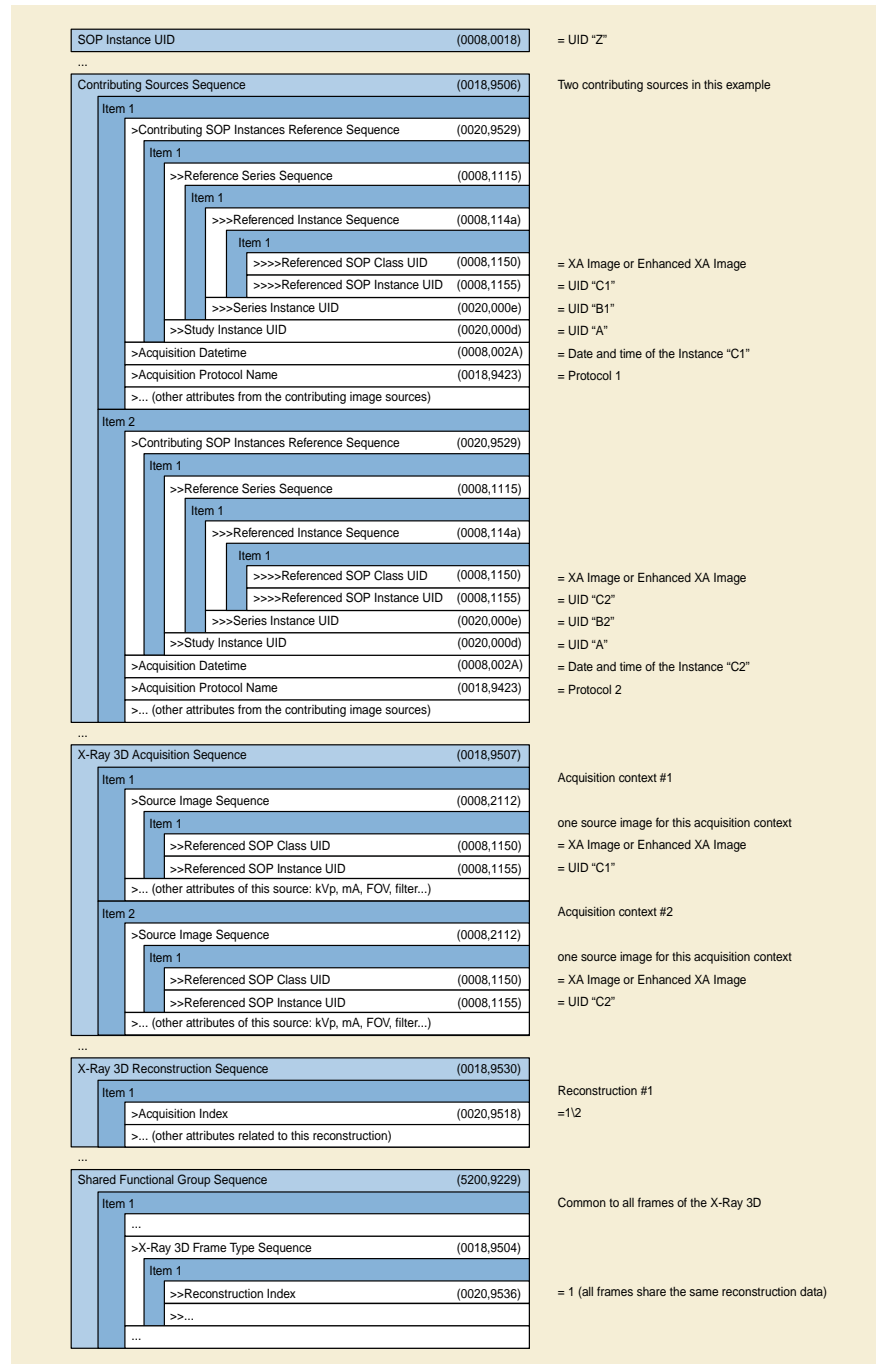 SOP Instance UID (0008,0018) = UID “Z”
...
Contributing Sources Sequence (0018,9506) Two contributing sources in this example
Item 1
>Contributing SOP Instances Reference Sequence (0020,9529)
Item 1
>>Reference Series Sequence (0008,1115)
Item 1
>>>Referenced Instance Sequence (0008,114a)
Item 1
>>>>Referenced SOP Class UID (0008,1150) = XA Image or Enhanced XA Image
>>>>Referenced SOP Instance UID (0008,1155) = UID “C1”
>>>Series Instance UID (0020,000e) = UID “B1”
>>Study Instance UID (0020,000d) = UID “A”
>Acquisition Datetime (0008,002A) = Date and time of the Instance “C1”
>Acquisition Protocol Name (0018,9423) = Protocol 1
>... (other attributes from the contributing image sources)
Item 2
>Contributing SOP Instances Reference Sequence (0020,9529)
Item 1
>>Reference Series Sequence (0008,1115)
Item 1
>>>Referenced Instance Sequence (0008,114a)
Item 1
>>>>Referenced SOP Class UID (0008,1150) = XA Image or Enhanced XA Image
>>>>Referenced SOP Instance UID (0008,1155) = UID “C2”
>>>Series Instance UID (0020,000e) = UID “B2”
>>Study Instance UID (0020,000d) = UID “A”
>Acquisition Datetime (0008,002A) = Date and time of the Instance “C2”
>Acquisition Protocol Name (0018,9423) = Protocol 2
>... (other attributes from the contributing image sources)
...
X-Ray 3D Acquisition Sequence (0018,9507)
Item 1 Acquisition context #1
>Source Image Sequence (0008,2112)
Item 1 one source image for this acquisition context
>>Referenced SOP Class UID (0008,1150) = XA Image or Enhanced XA Image
>>Referenced SOP Instance UID (0008,1155) = UID “C1”
>... (other attributes of this source: kVp, mA, FOV, filter...)
Item 2 Acquisition context #2
>Source Image Sequence (0008,2112)
Item 1 one source image for this acquisition context
>>Referenced SOP Class UID (0008,1150) = XA Image or Enhanced XA Image
>>Referenced SOP Instance UID (0008,1155) = UID “C2”
>... (other attributes of this source: kVp, mA, FOV, filter...)
...
X-Ray 3D Reconstruction Sequence (0018,9530)
Item 1 Reconstruction #1
>Acquisition Index (0020,9518) =1\2
>... (other attributes related to this reconstruction)
...
Shared Functional Group Sequence (5200,9229)
Item 1 Common to all frames of the X-Ray 3D
...
>X-Ray 3D Frame Type Sequence (0018,9504)
Item 1
>>Reconstruction Index (0020,9536) = 1 (all frames share the same reconstruction data)
>>...
...